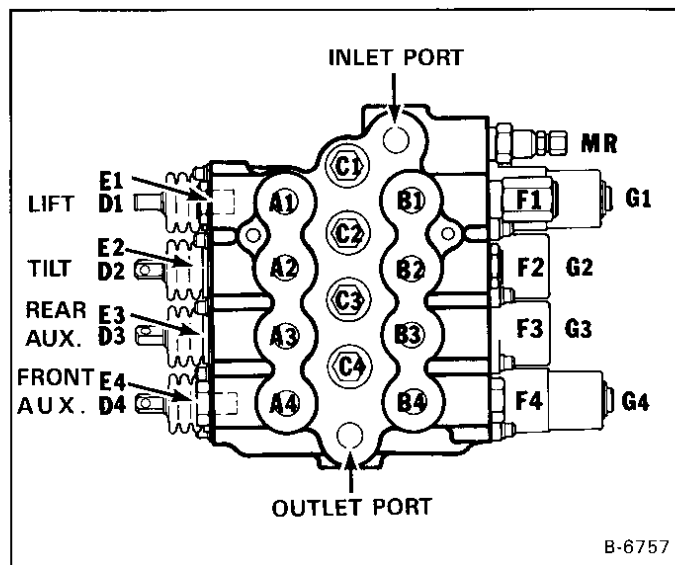 INLET PORT
MR
C1
E1
LIFT D1
A1
B1
F1
G1
C2
E2
TILT D2
A2
B2
F2
G2
C3
REAR E3
AUX. D3
A3
B3
F3
G3
C4
FRONT E4
AUX. D4
A4
B4
F4
G4
OUTLET PORT
B-6757